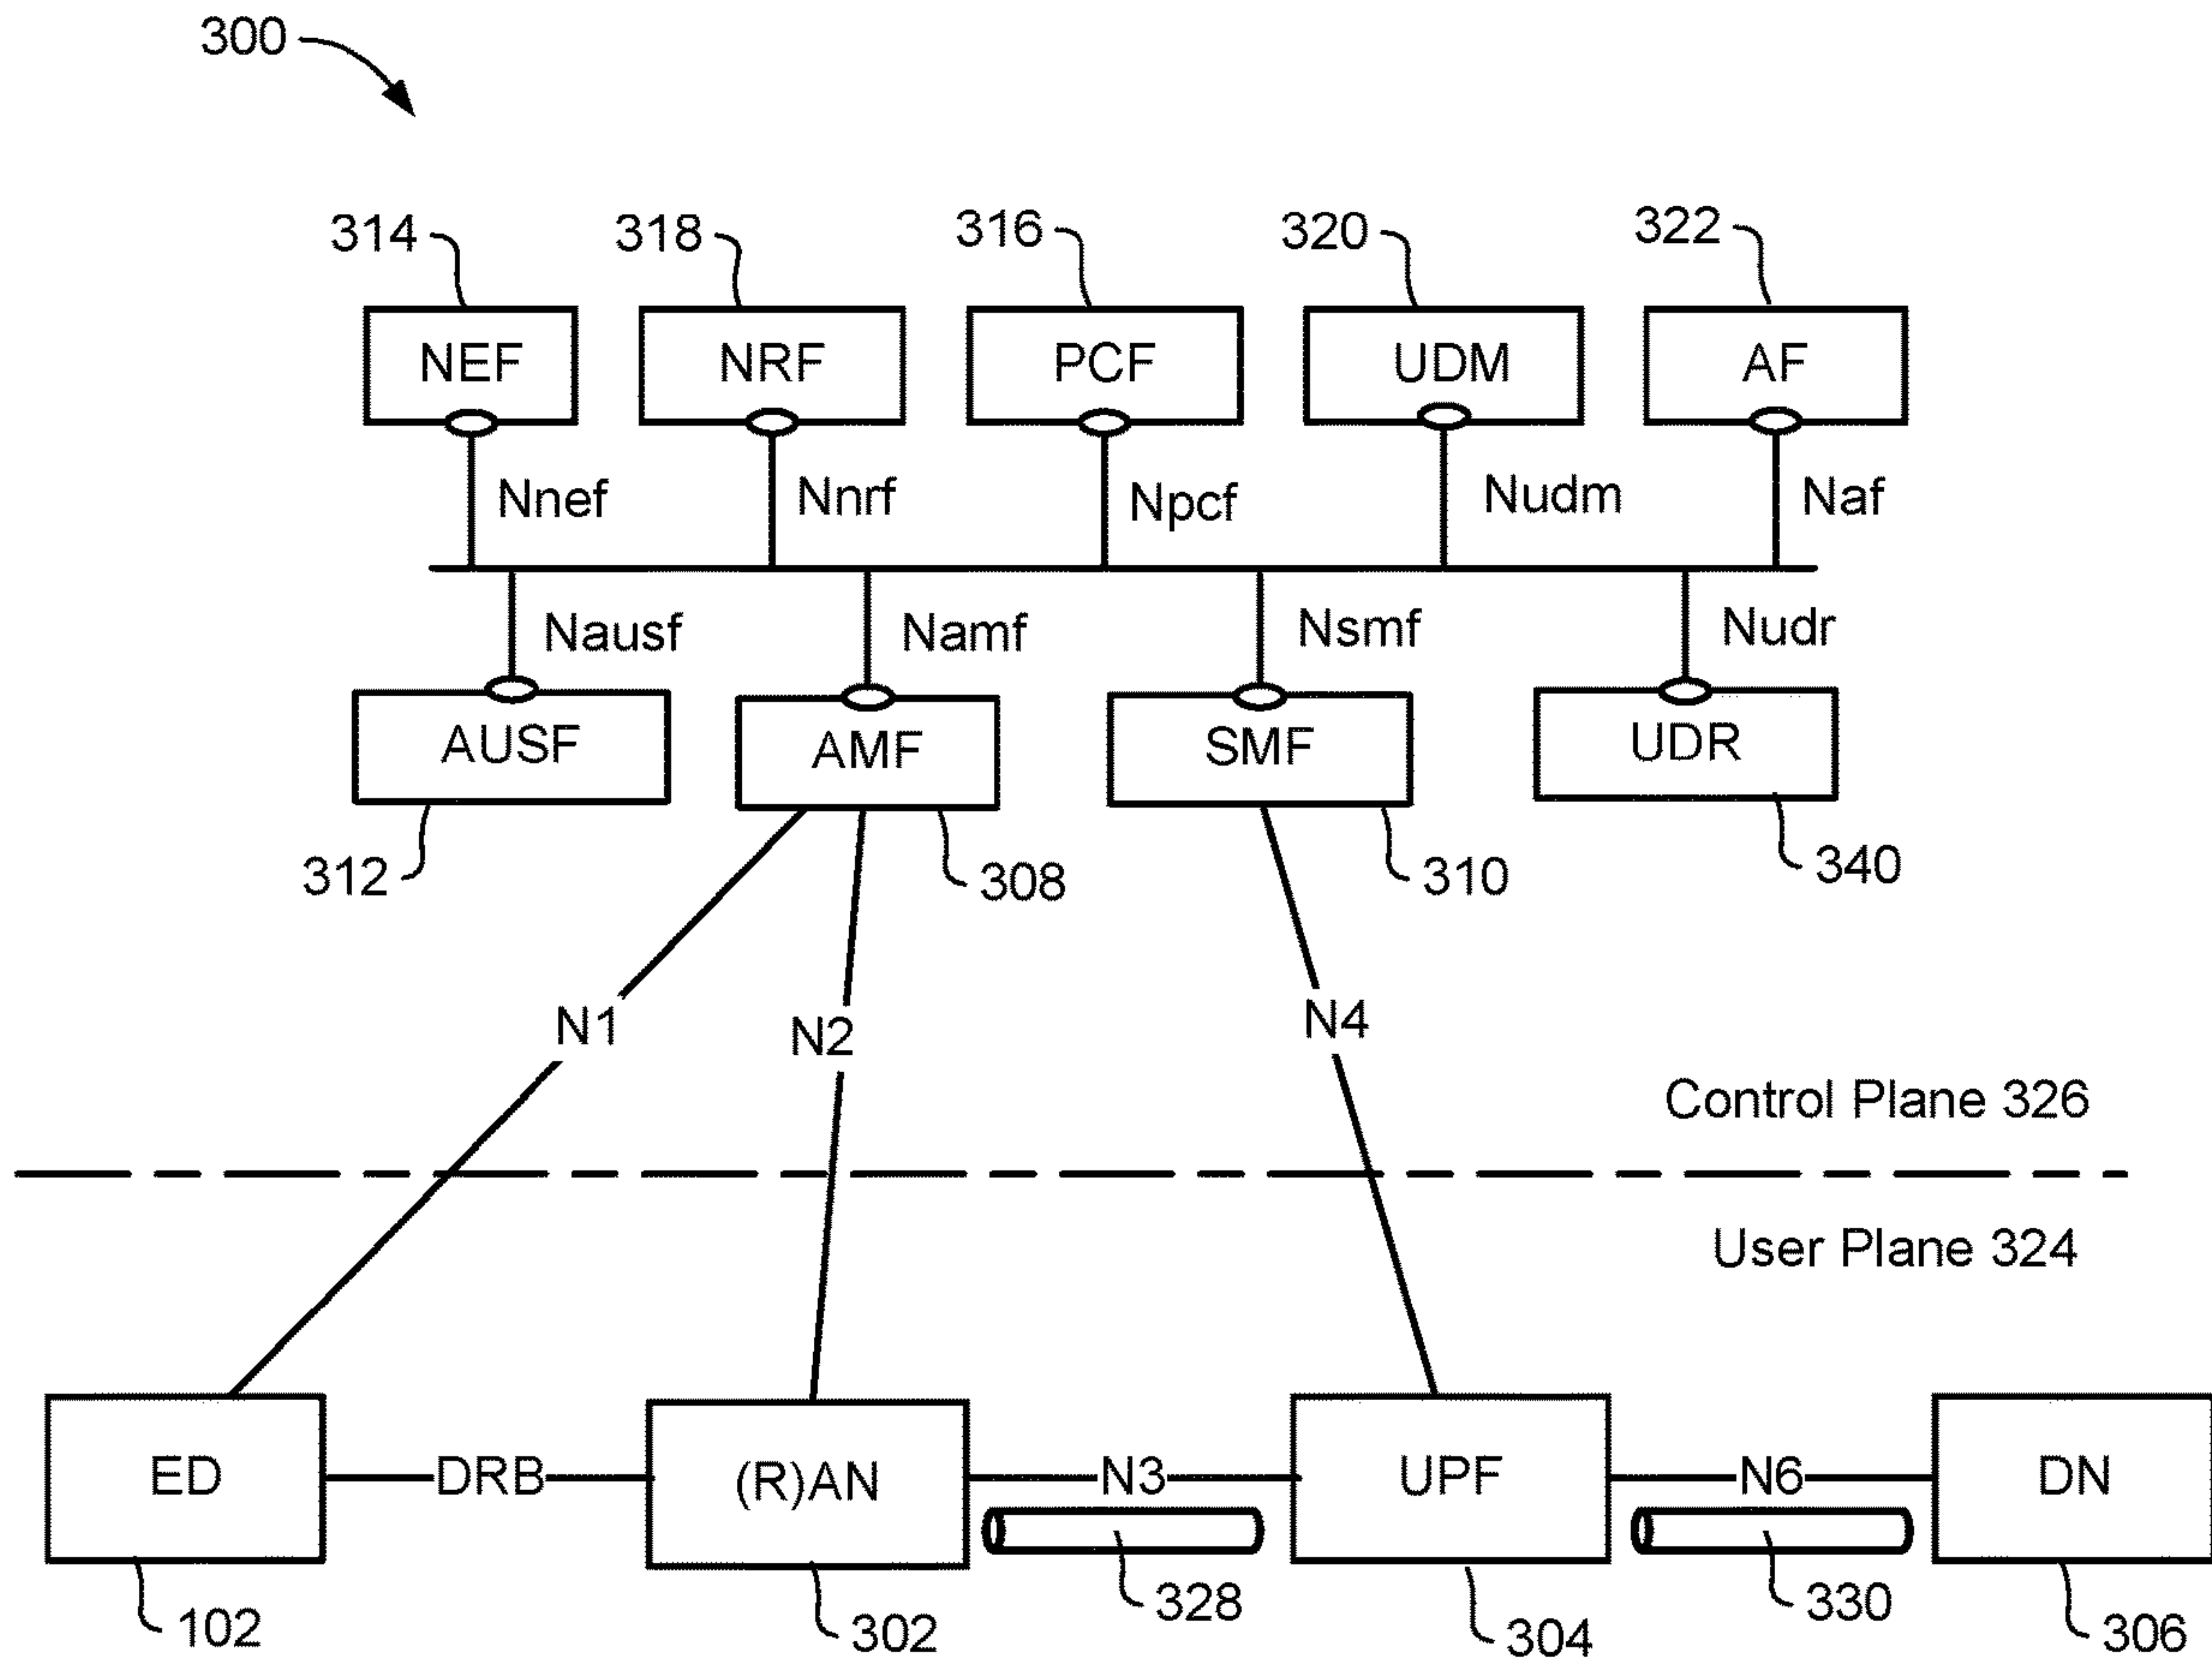 300
314 318 316 320 322
NEF NRF PCF UDM AF
Nnef Nnrf Npcf Nudm Naf
Nausf Namf Nsmf Nudr
AUSF AMF SMF UDR
312 308 310 340
N1 N2 N4
Control Plane 326
User Plane 324
ED DRB (R)AN N3 UPF N6 DN
102 302 328 304 330 306